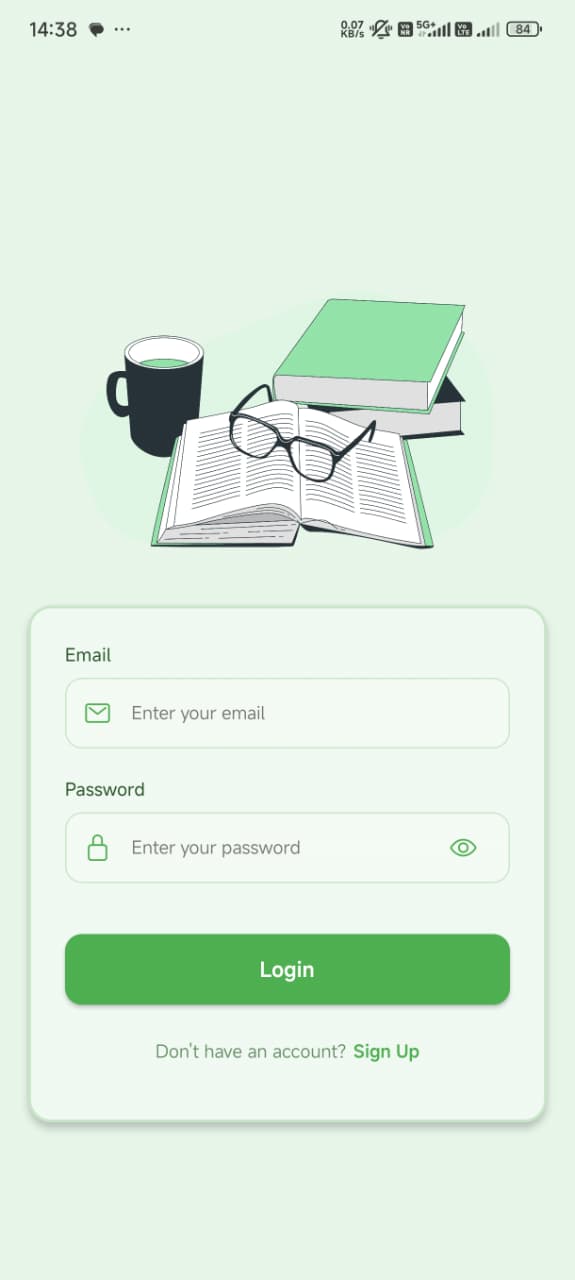 14:38 ...
0.07 KB/s Vo NR 5G+ Vo LTE 84
Email
Enter your email
Password
Enter your password
Login
Don't have an account? Sign Up